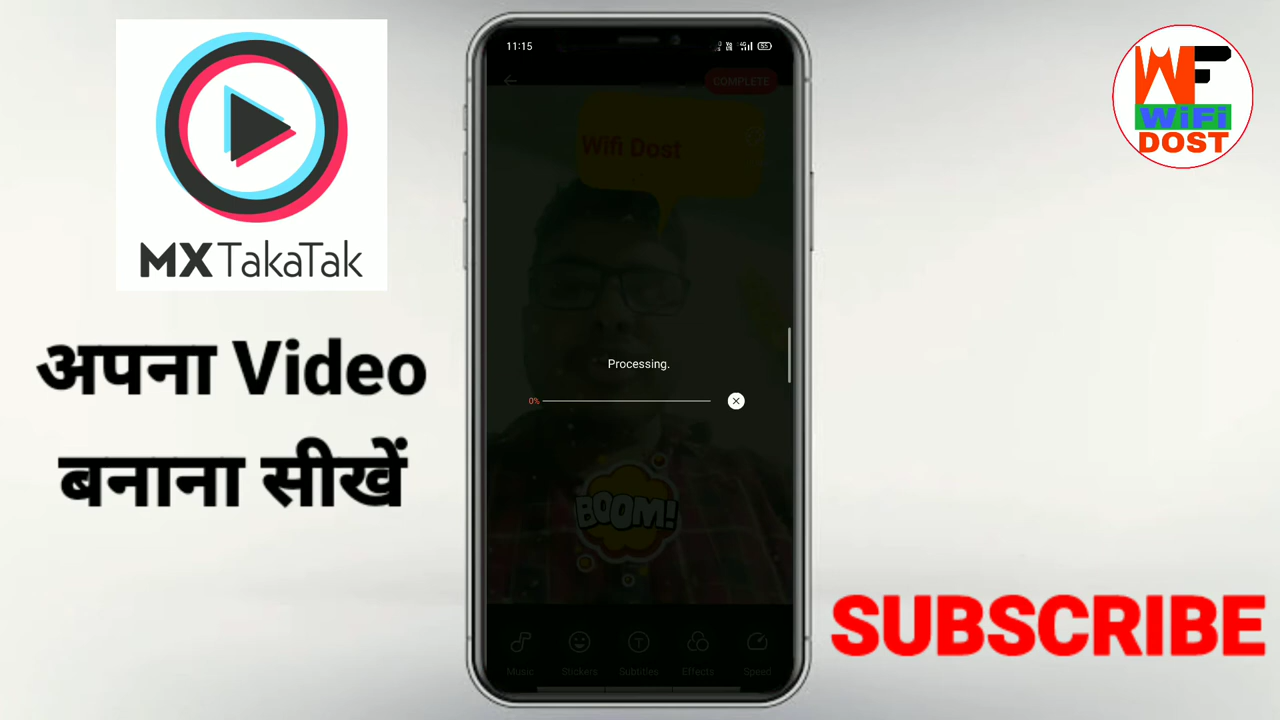 MX TakaTak
अपना Video
बनाना सीखें
11:15
COMPLETE
Wifi Dost
Processing.
0%
BOOM!
Music Stickers Subtitles Effects Speed
WF
WiFi
DOST
SUBSCRIBE